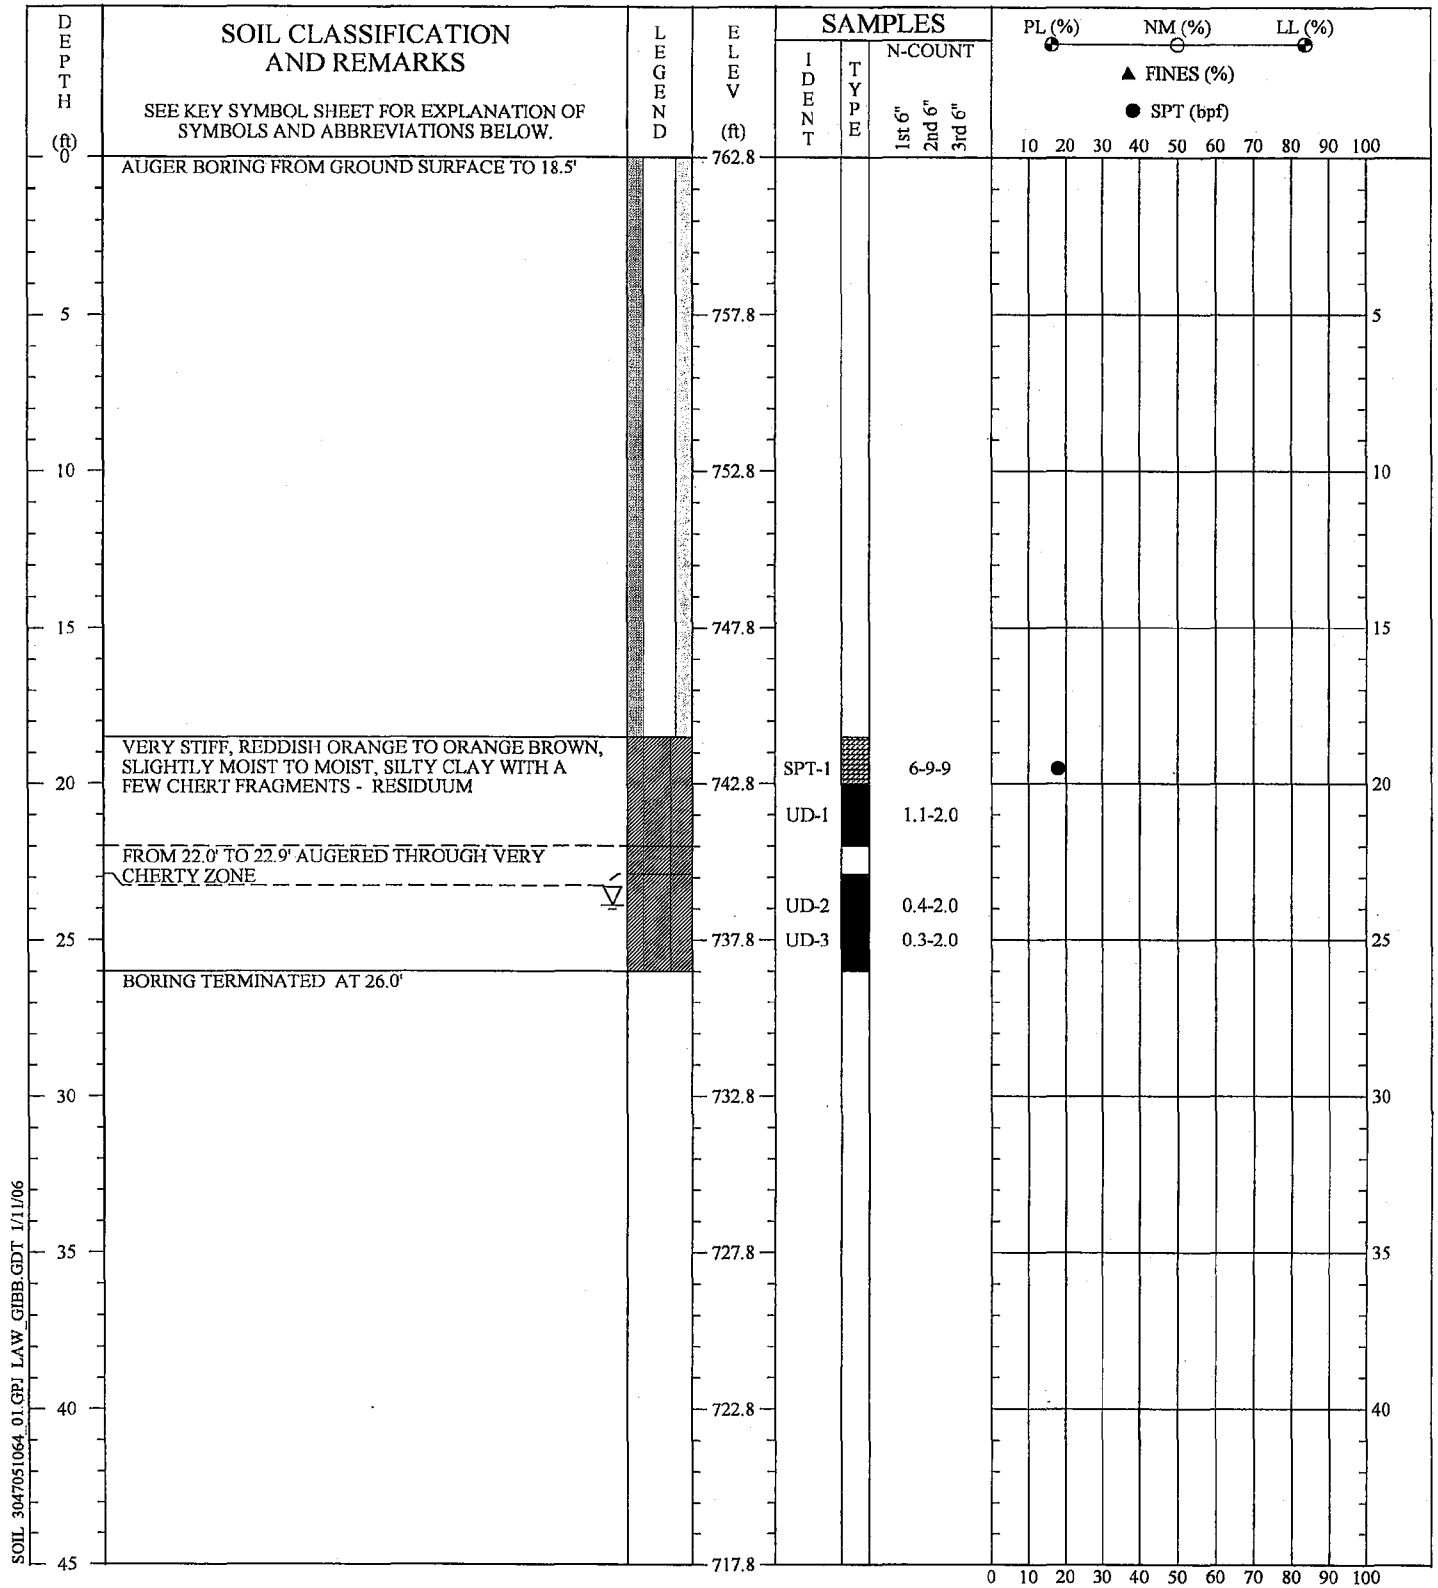 DEPTH (ft)
SOIL CLASSIFICATION
AND REMARKS
SEE KEY SYMBOL SHEET FOR EXPLANATION OF
SYMBOLS AND ABBREVIATIONS BELOW.
LEGEND
ELEV (ft)
SAMPLES
IDENT
TYPE
N-COUNT
1st 6"
2nd 6"
3rd 6"
PL (%) NM (%) LL (%)
▲ FINES (%)
● SPT (bpf)
10 20 30 40 50 60 70 80 90 100
0 762.8
AUGER BORING FROM GROUND SURFACE TO 18.5'
5 757.8 5
10 752.8 10
15 747.8 15
VERY STIFF, REDDISH ORANGE TO ORANGE BROWN,
SLIGHTLY MOIST TO MOIST, SILTY CLAY WITH A
FEW CHERT FRAGMENTS - RESIDUUM
SPT-1 6-9-9
20 742.8 20
UD-1 1.1-2.0
FROM 22.0' TO 22.9' AUGERED THROUGH VERY
CHERTY ZONE
UD-2 0.4-2.0
25 737.8 UD-3 0.3-2.0 25
BORING TERMINATED AT 26.0'
30 732.8 30
35 727.8 35
40 722.8 40
45 717.8
0 10 20 30 40 50 60 70 80 90 100
SOIL 3047051064_01.GPJ LAW_GIBB.GDT 1/11/06